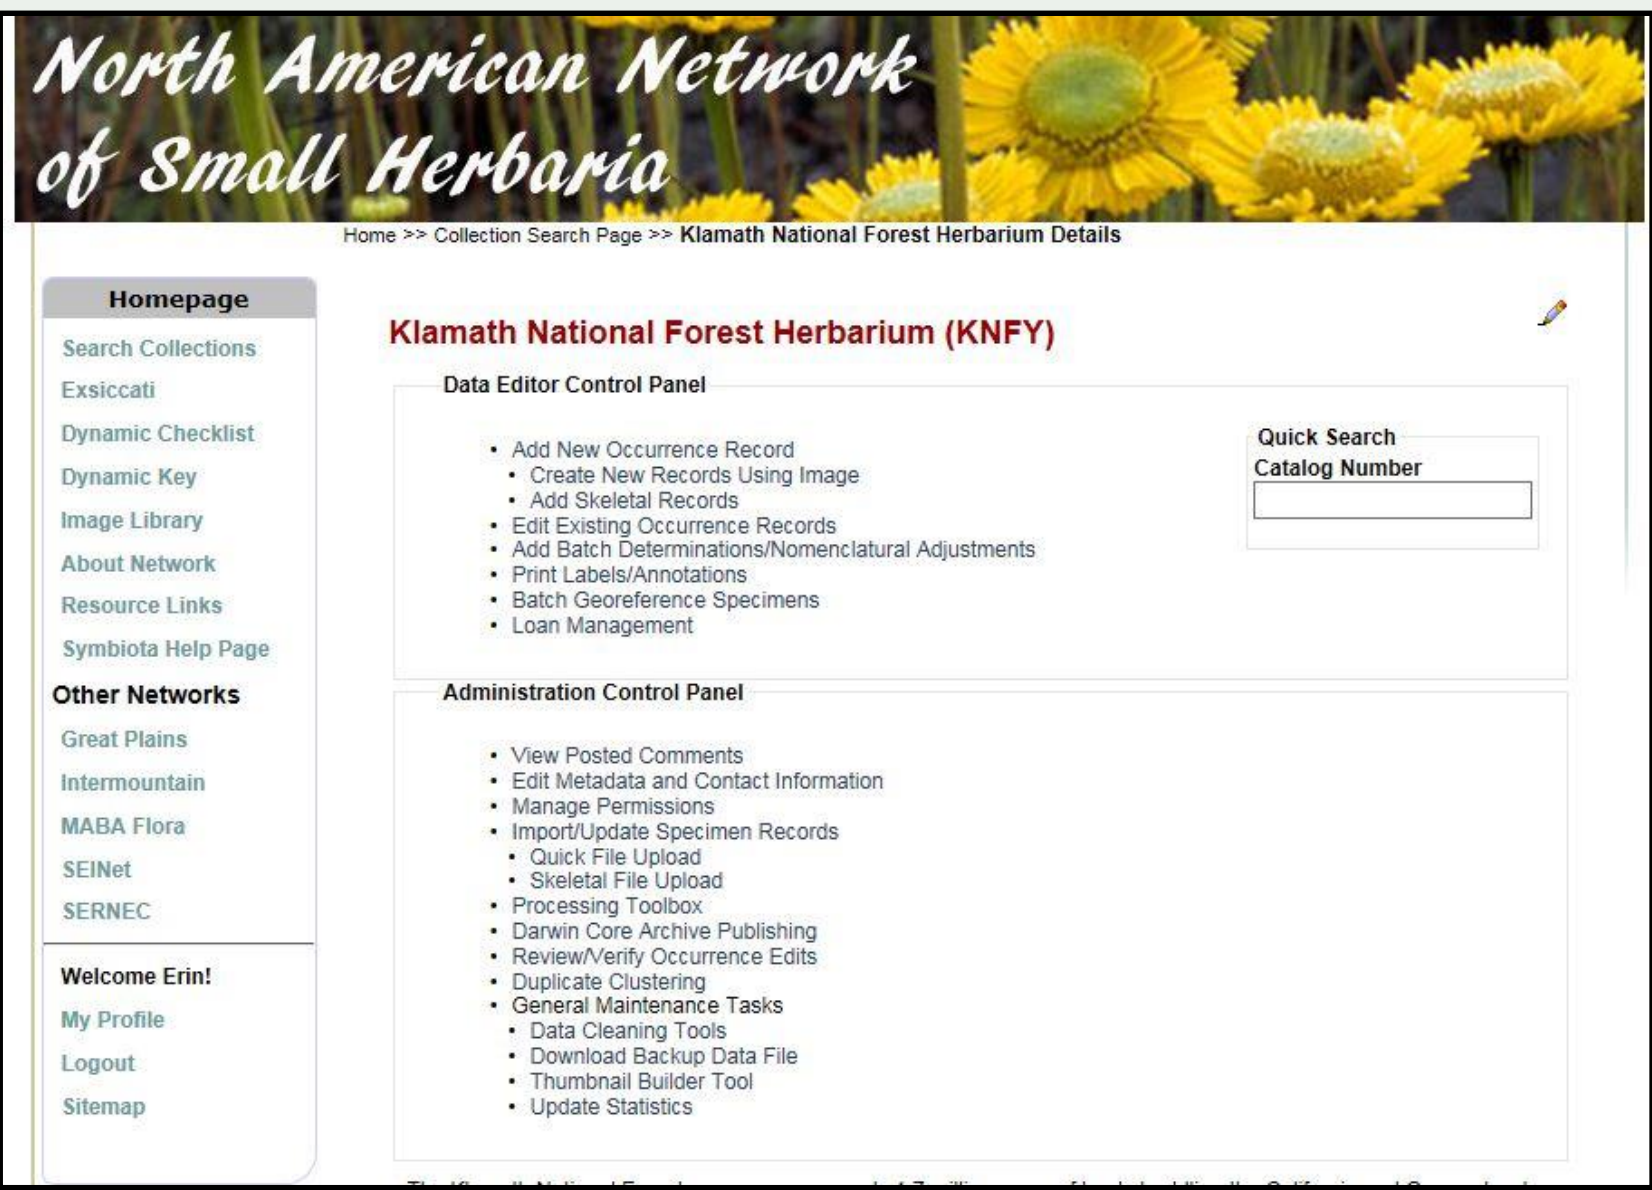 North American Network
of Small Herbaria
Home >> Collection Search Page >> Klamath National Forest Herbarium Details
Homepage
Search Collections
Exsiccati
Dynamic Checklist
Dynamic Key
Image Library
About Network
Resource Links
Symbiota Help Page
Other Networks
Great Plains
Intermountain
MABA Flora
SEINet
SERNEC
Welcome Erin!
My Profile
Logout
Sitemap
Klamath National Forest Herbarium (KNFY)
Data Editor Control Panel
• Add New Occurrence Record
• Create New Records Using Image
• Add Skeletal Records
• Edit Existing Occurrence Records
• Add Batch Determinations/Nomenclatural Adjustments
• Print Labels/Annotations
• Batch Georeference Specimens
• Loan Management
Quick Search
Catalog Number
Administration Control Panel
• View Posted Comments
• Edit Metadata and Contact Information
• Manage Permissions
• Import/Update Specimen Records
• Quick File Upload
• Skeletal File Upload
• Processing Toolbox
• Darwin Core Archive Publishing
• Review/Verify Occurrence Edits
• Duplicate Clustering
• General Maintenance Tasks
• Data Cleaning Tools
• Download Backup Data File
• Thumbnail Builder Tool
• Update Statistics